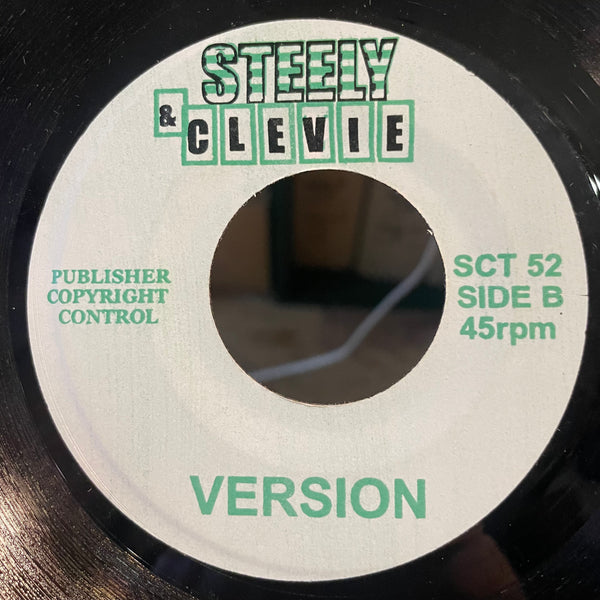 STEELY
& CLEVIE
PUBLISHER
COPYRIGHT
CONTROL
SCT 52
SIDE B
45rpm
VERSION